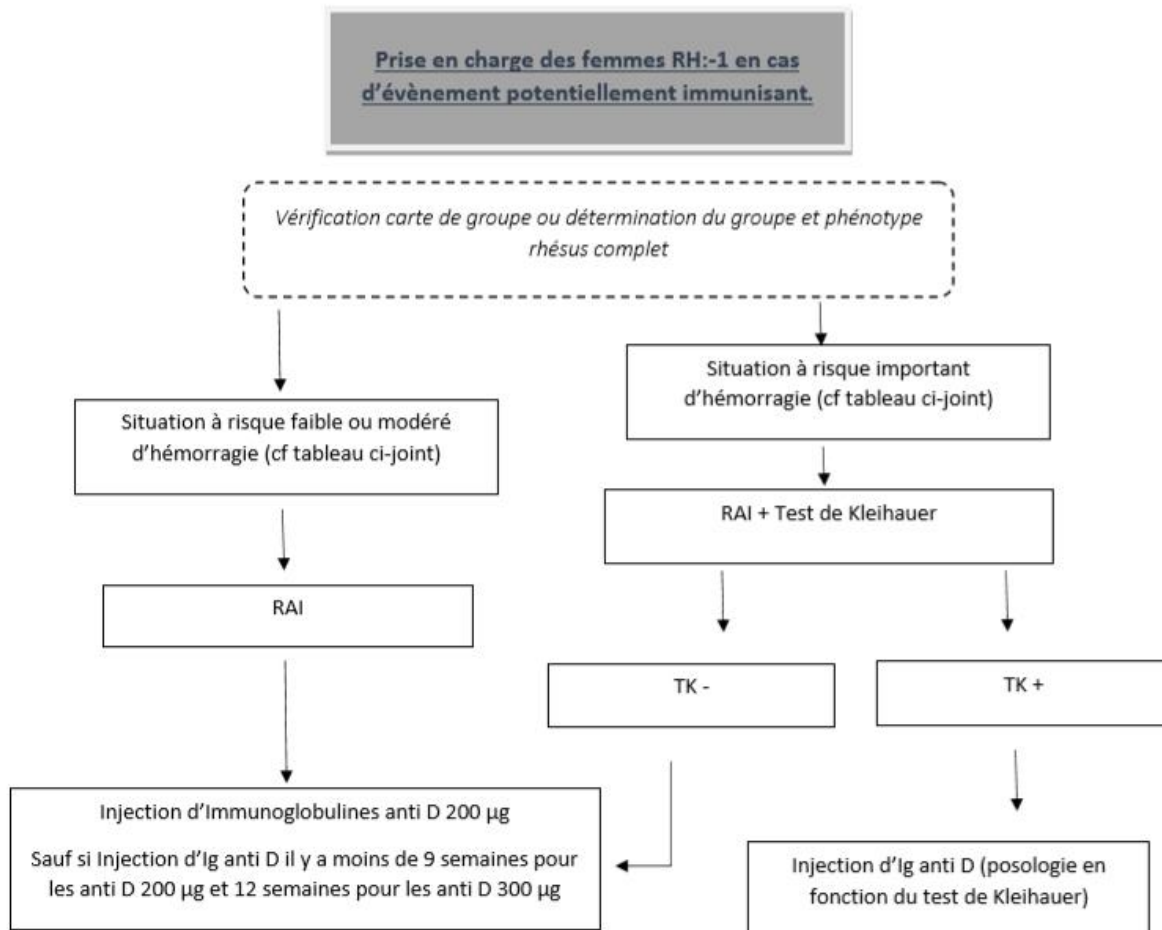 Prise en charge des femmes RH:-1 en cas
d'évènement potentiellement immunisant.
Vérification carte de groupe ou détermination du groupe et phénotype
rhésus complet
Situation à risque faible ou modéré
d'hémorragie (cf tableau ci-joint)
Situation à risque important
d'hémorragie (cf tableau ci-joint)
RAI
RAI + Test de Kleihauer
TK -
TK +
Injection d'Immunoglobulines anti D 200 µg
Sauf si Injection d'Ig anti D il y a moins de 9 semaines pour
les anti D 200 µg et 12 semaines pour les anti D 300 µg
Injection d'Ig anti D (posologie en
fonction du test de Kleihauer)